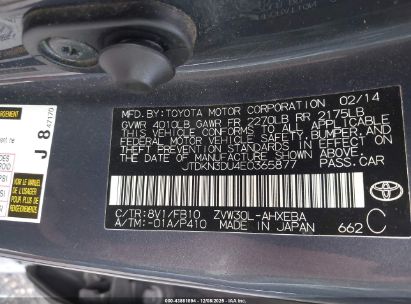 MFD.BY:TOYOTA MOTOR CORPORATION 02/14
GVWR 4010LB GAWR FR 2270LB RR 2175LB
THIS VEHICLE CONFORMS TO ALL APPLICABLE
FEDERAL MOTOR VEHICLE SAFETY, BUMPER, AND
THEFT PREVENTION STANDARDS IN EFFECT ON
THE DATE OF MANUFACTURE SHOWN ABOVE.
PASS.CAR JTDKN3DU4E0365877
C/TR:8V1/FB10 ZVW30L-AHXEBA
A/TM:-01A/P410 MADE IN JAPAN 662 C
TOYOTA
J 8